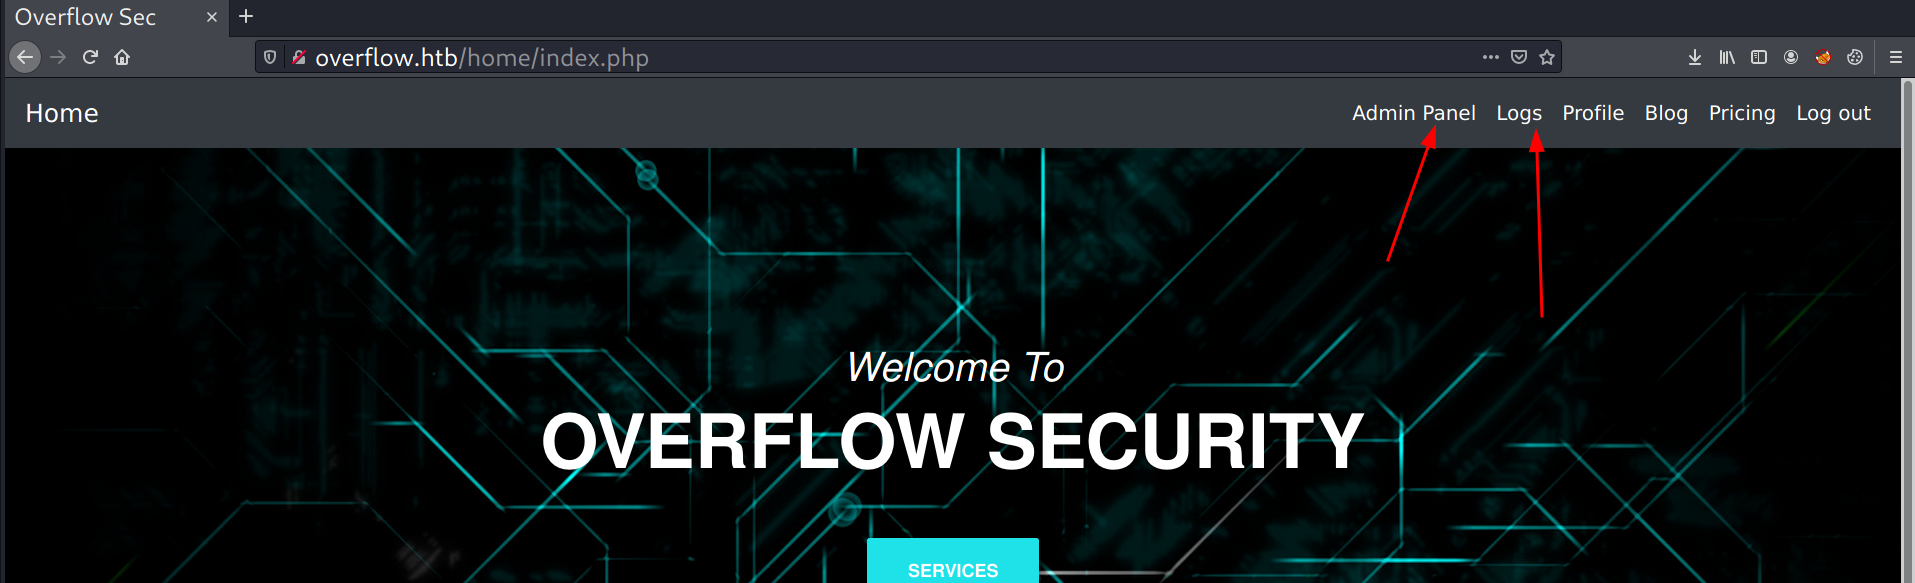 Overflow Sec
overflow.htb/home/index.php
Home Admin Panel Logs Profile Blog Pricing Log out
Welcome To
OVERFLOW SECURITY
SERVICES